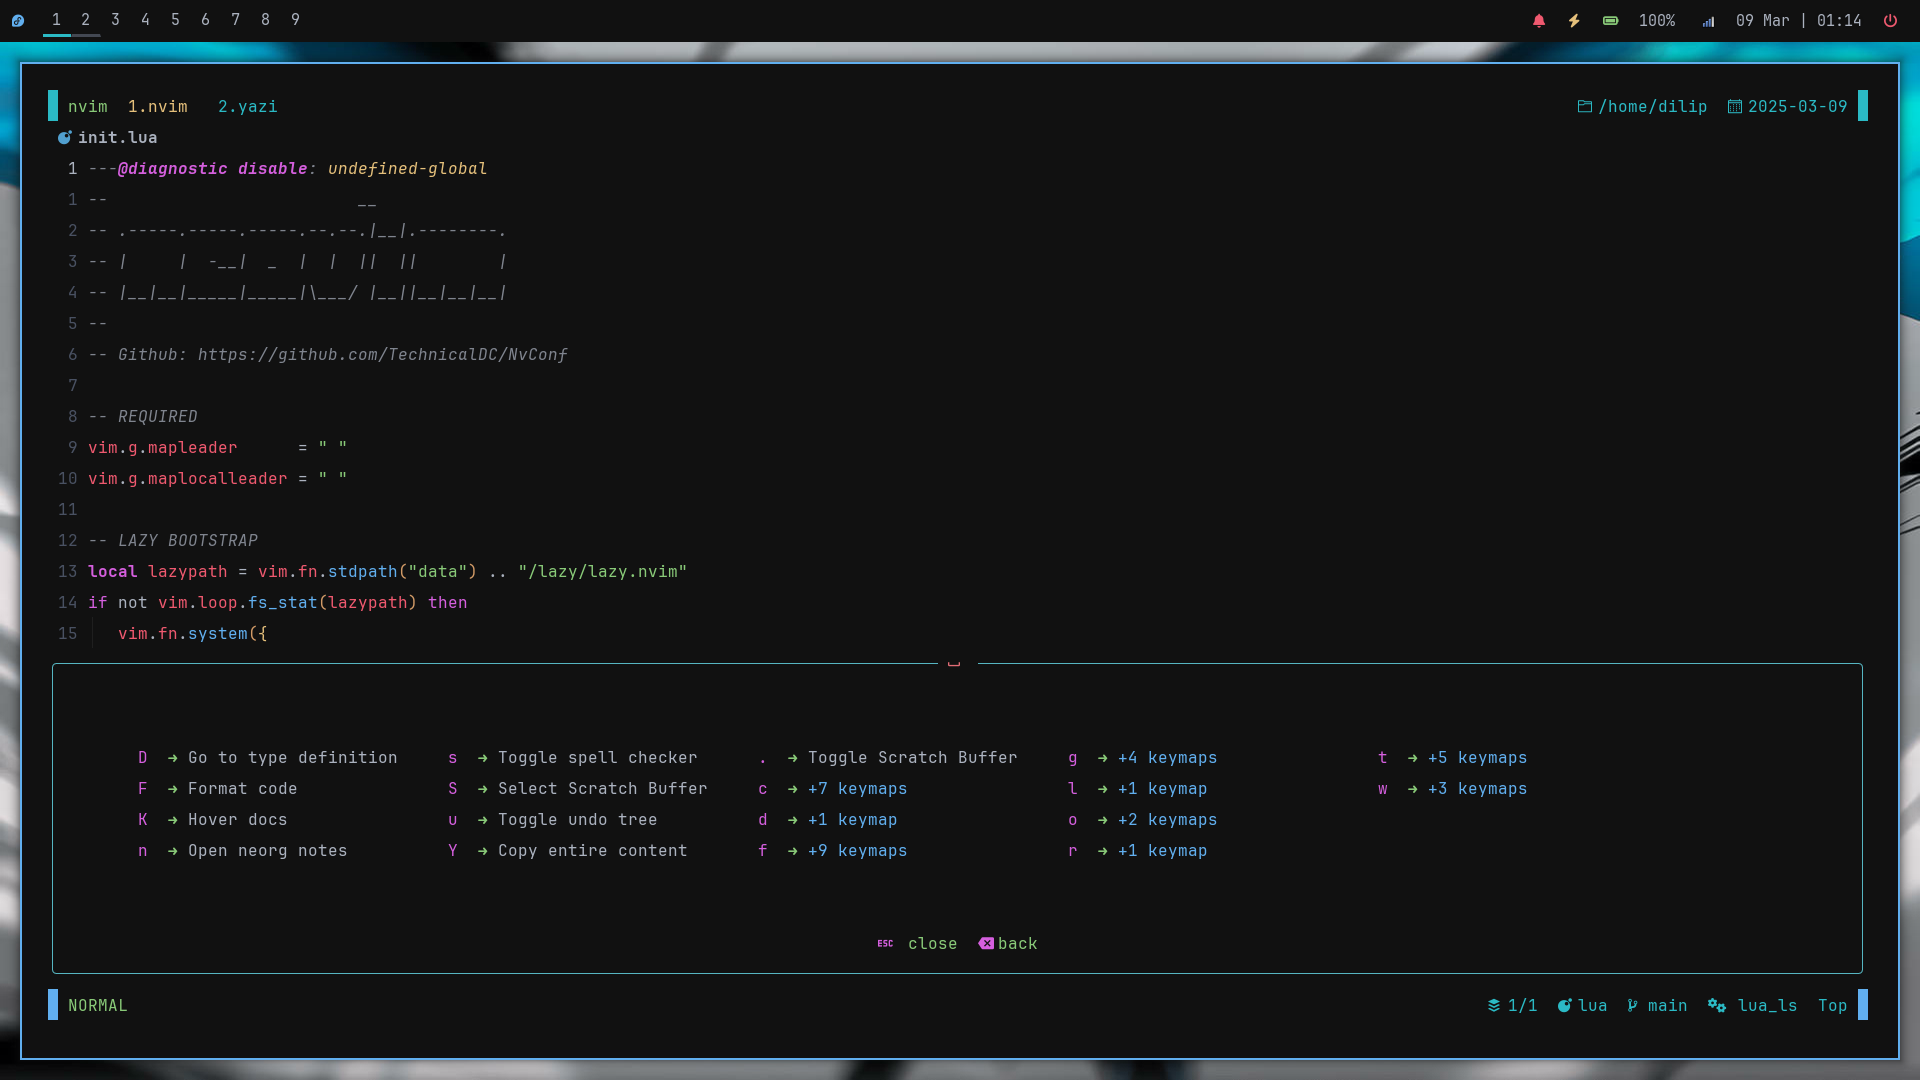 1 2 3 4 5 6 7 8 9 100% 09 Mar | 01:14
nvim 1.nvim 2.yazi /home/dilip 2025-03-09
init.lua
1 ---@diagnostic disable: undefined-global
1 --                         __
2 -- .-----.-----.-----.--.--.|__|.--------.
3 -- |     |  -__|  _  |  |  ||  ||        |
4 -- |__|__|_____|_____|\___/ |__||__|__|__|
5 --
6 -- Github: https://github.com/TechnicalDC/NvConf
7
8 -- REQUIRED
9 vim.g.mapleader      = " "
10 vim.g.maplocalleader = " "
11
12 -- LAZY BOOTSTRAP
13 local lazypath = vim.fn.stdpath("data") .. "/lazy/lazy.nvim"
14 if not vim.loop.fs_stat(lazypath) then
15    vim.fn.system({
D ➜ Go to type definition s ➜ Toggle spell checker . ➜ Toggle Scratch Buffer g ➜ +4 keymaps t ➜ +5 keymaps
F ➜ Format code S ➜ Select Scratch Buffer c ➜ +7 keymaps l ➜ +1 keymap w ➜ +3 keymaps
K ➜ Hover docs u ➜ Toggle undo tree d ➜ +1 keymap o ➜ +2 keymaps
n ➜ Open neorg notes Y ➜ Copy entire content f ➜ +9 keymaps r ➜ +1 keymap
ESC close back
NORMAL 1/1 lua main lua_ls Top